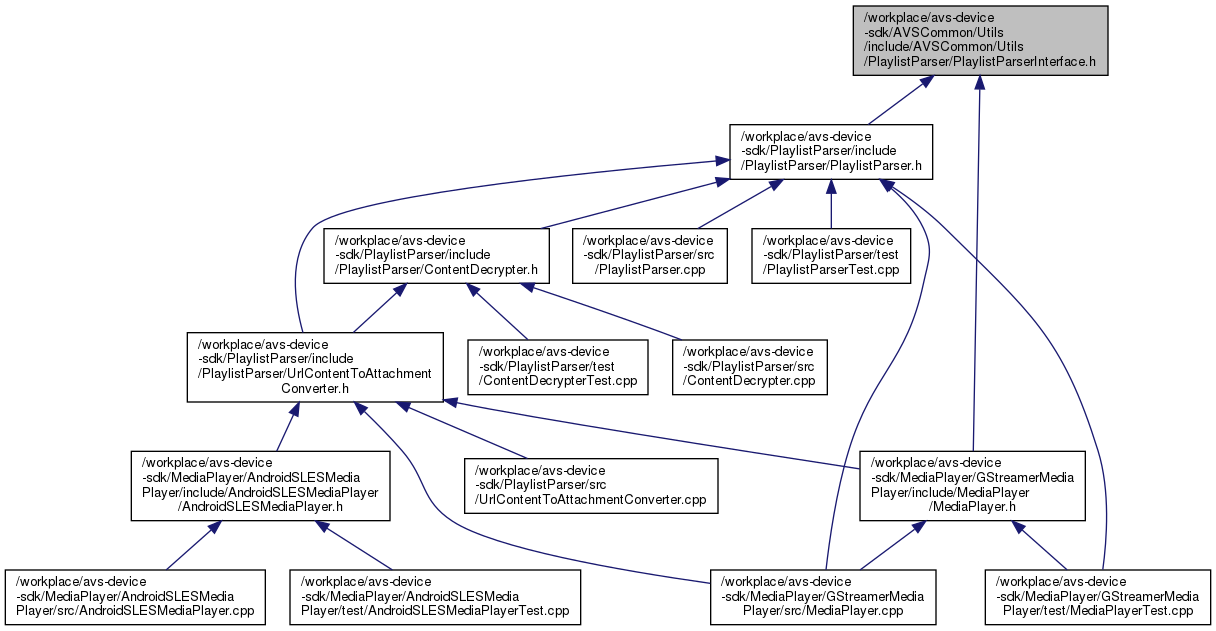 /workplace/avs-device
-sdk/AVSCommon/Utils
/include/AVSCommon/Utils
/PlaylistParser/PlaylistParserInterface.h
/workplace/avs-device
-sdk/PlaylistParser/include
/PlaylistParser/PlaylistParser.h
/workplace/avs-device
-sdk/PlaylistParser/include
/PlaylistParser/ContentDecrypter.h
/workplace/avs-device
-sdk/PlaylistParser/src
/PlaylistParser.cpp
/workplace/avs-device
-sdk/PlaylistParser/test
/PlaylistParserTest.cpp
/workplace/avs-device
-sdk/PlaylistParser/include
/PlaylistParser/UrlContentToAttachment
Converter.h
/workplace/avs-device
-sdk/PlaylistParser/test
/ContentDecrypterTest.cpp
/workplace/avs-device
-sdk/PlaylistParser/src
/ContentDecrypter.cpp
/workplace/avs-device
-sdk/MediaPlayer/AndroidSLESMedia
Player/include/AndroidSLESMediaPlayer
/AndroidSLESMediaPlayer.h
/workplace/avs-device
-sdk/PlaylistParser/src
/UrlContentToAttachmentConverter.cpp
/workplace/avs-device
-sdk/MediaPlayer/GStreamerMedia
Player/include/MediaPlayer
/MediaPlayer.h
/workplace/avs-device
-sdk/MediaPlayer/AndroidSLESMedia
Player/src/AndroidSLESMediaPlayer.cpp
/workplace/avs-device
-sdk/MediaPlayer/AndroidSLESMedia
Player/test/AndroidSLESMediaPlayerTest.cpp
/workplace/avs-device
-sdk/MediaPlayer/GStreamerMedia
Player/src/MediaPlayer.cpp
/workplace/avs-device
-sdk/MediaPlayer/GStreamerMedia
Player/test/MediaPlayerTest.cpp